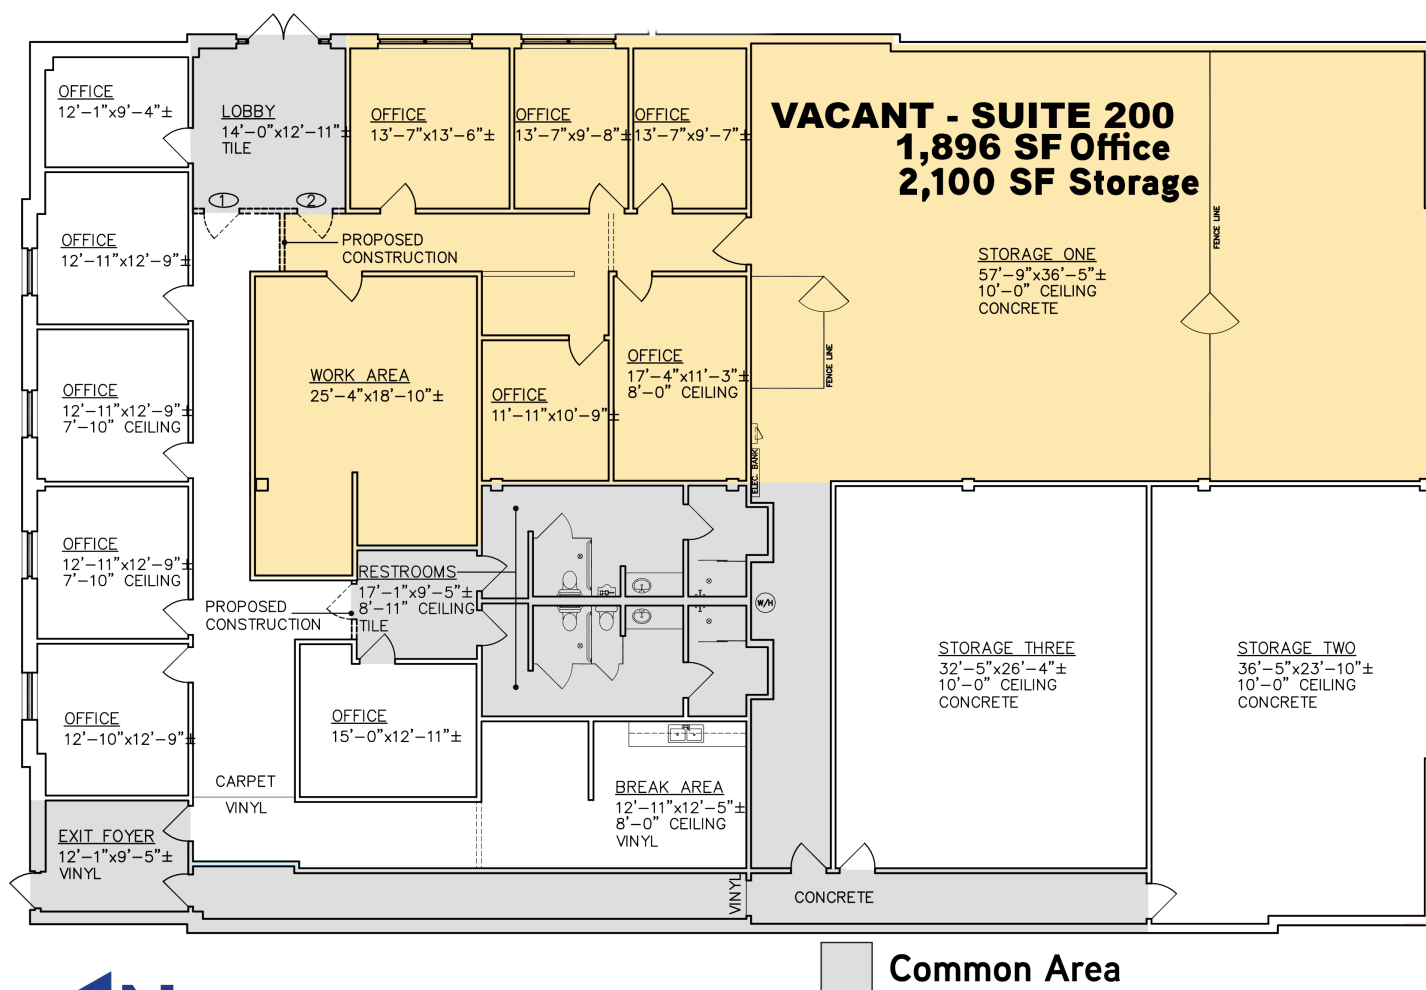 OFFICE
12'-1"x9'-4"±
LOBBY
14'-0"x12'-11"±
TILE
1
2
OFFICE
13'-7"x13'-6"±
OFFICE
13'-7"x9'-8"±
OFFICE
13'-7"x9'-7"±
VACANT - SUITE 200
1,896 SF Office
2,100 SF Storage
OFFICE
12'-11"x12'-9"±
PROPOSED
CONSTRUCTION
STORAGE ONE
57'-9"x36'-5"±
10'-0" CEILING
CONCRETE
FENCE LINE
FENCE LINE
OFFICE
12'-11"x12'-9"±
7'-10" CEILING
WORK AREA
25'-4"x18'-10"±
OFFICE
11'-11"x10'-9"±
OFFICE
17'-4"x11'-3"±
8'-0" CEILING
ELEC. BANK
OFFICE
12'-11"x12'-9"±
7'-10" CEILING
RESTROOMS
17'-1"x9'-5"±
8'-11" CEILING
TILE
PROPOSED
CONSTRUCTION
W/H
STORAGE THREE
32'-5"x26'-4"±
10'-0" CEILING
CONCRETE
STORAGE TWO
36'-5"x23'-10"±
10'-0" CEILING
CONCRETE
OFFICE
12'-10"x12'-9"±
OFFICE
15'-0"x12'-11"±
CARPET
VINYL
BREAK AREA
12'-11"x12'-5"±
8'-0" CEILING
VINYL
EXIT FOYER
12'-1"x9'-5"±
VINYL
VINYL
CONCRETE
Common Area
N